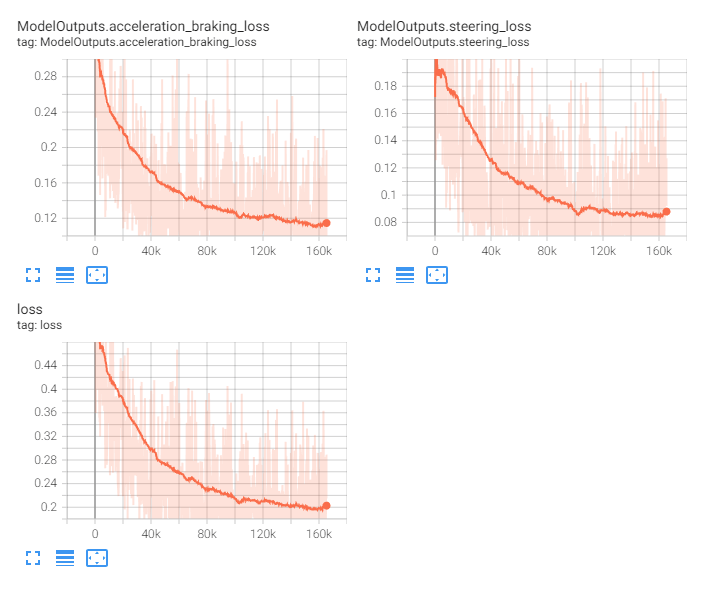 ModelOutputs.acceleration_braking_loss
tag: ModelOutputs.acceleration_braking_loss
0.28
0.24
0.2
0.16
0.12
0 40k 80k 120k 160k
ModelOutputs.steering_loss
tag: ModelOutputs.steering_loss
0.18
0.16
0.14
0.12
0.1
0.08
0 40k 80k 120k 160k
loss
tag: loss
0.44
0.4
0.36
0.32
0.28
0.24
0.2
0 40k 80k 120k 160k